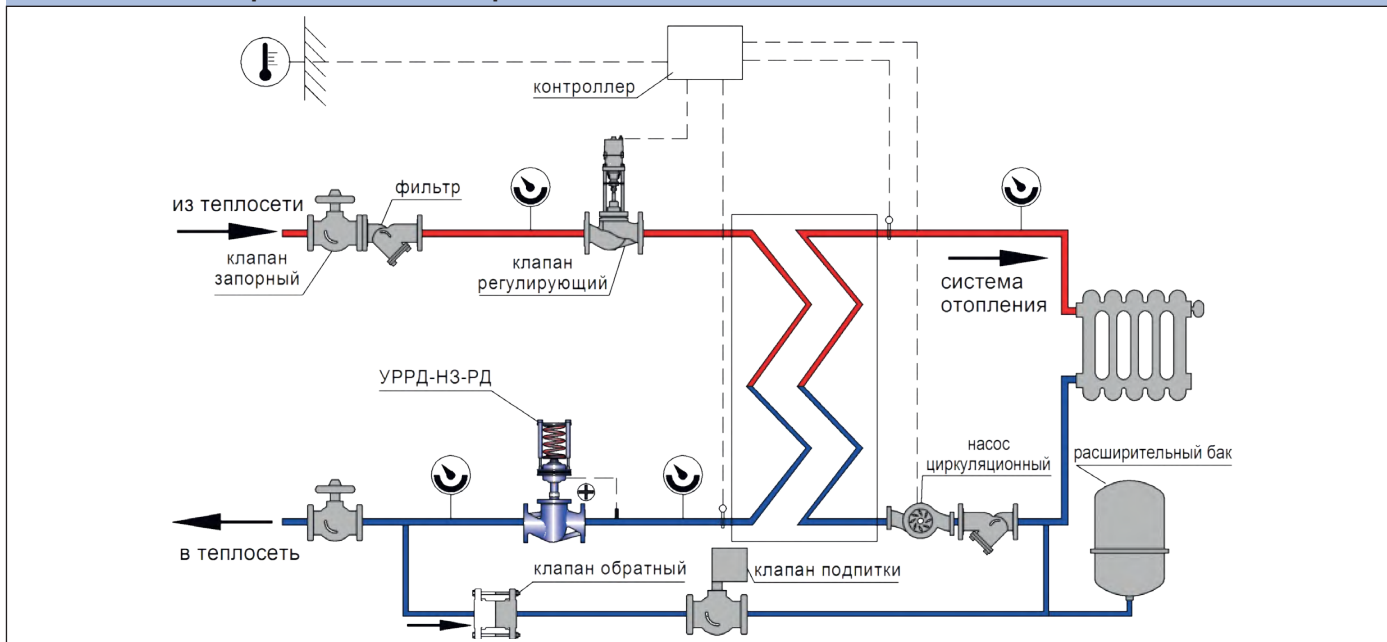 контроллер
фильтр
из теплосети
клапан
запорный
клапан
регулирующий
система
отопления
УРРД-НЗ-РД
насос
циркуляционный
расширительный бак
в теплосеть
клапан обратный
клапан подпитки